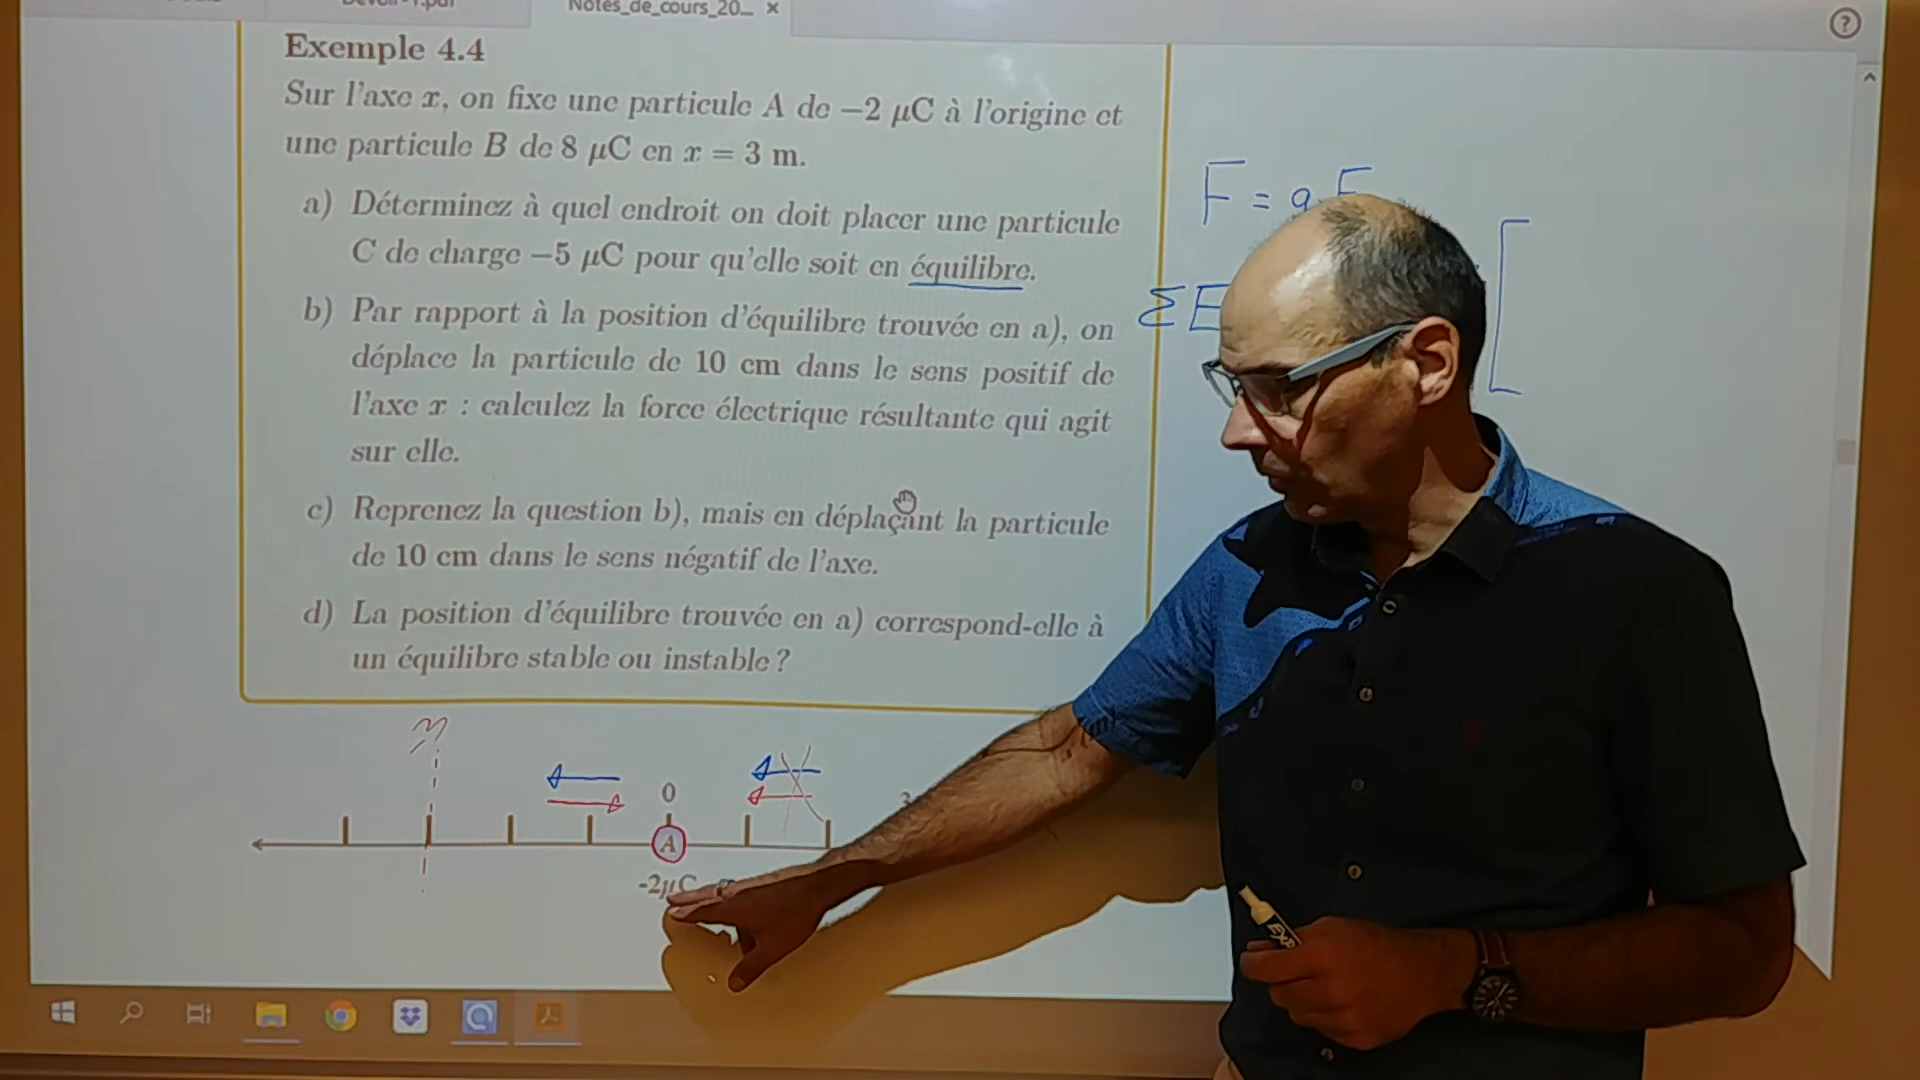 Notes_de_cours_20... ×
Exemple 4.4
Sur l'axe x, on fixe une particule A de −2 μC à l'origine et
une particule B de 8 μC en x = 3 m.
a) Déterminez à quel endroit on doit placer une particule
C de charge −5 μC pour qu'elle soit en équilibre.
b) Par rapport à la position d'équilibre trouvée en a), on
déplace la particule de 10 cm dans le sens positif de
l'axe x : calculez la force électrique résultante qui agit
sur elle.
c) Reprenez la question b), mais en déplaçant la particule
de 10 cm dans le sens négatif de l'axe.
d) La position d'équilibre trouvée en a) correspond-elle à
un équilibre stable ou instable ?
F = q
ΣE
0
A
-2μC
EXP